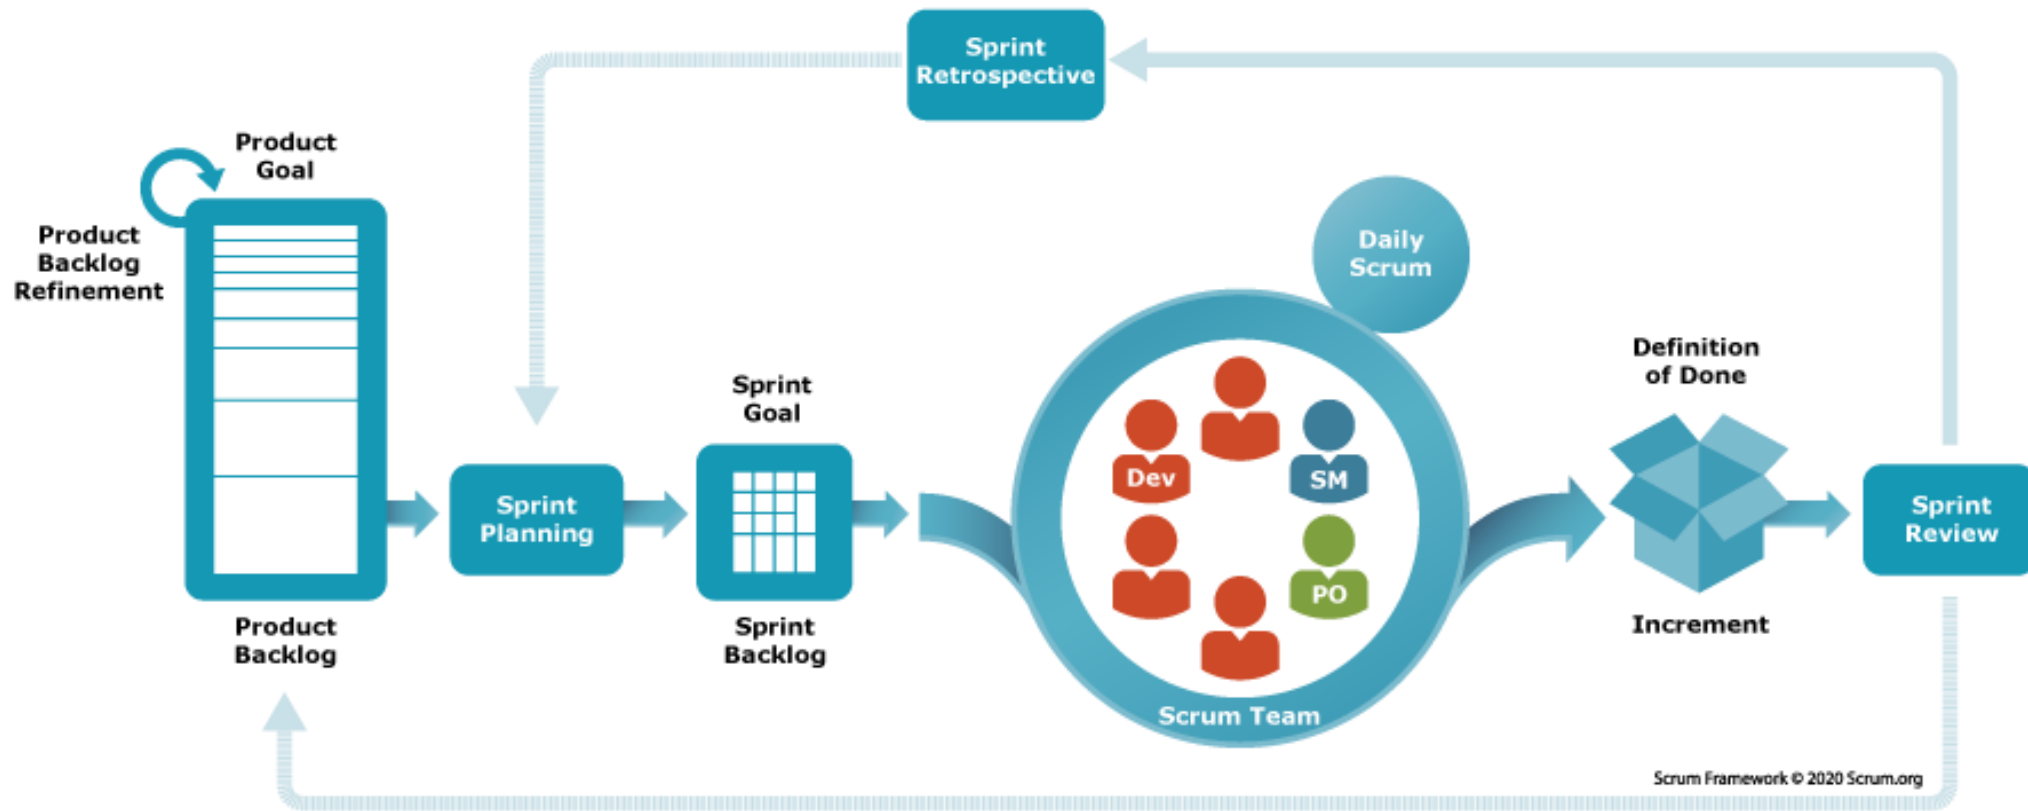 Sprint
Retrospective
Product
Goal
Product
Backlog
Refinement
Daily
Scrum
Definition
of Done
Sprint
Goal
Dev
SM
Sprint
Planning
Sprint
Review
PO
Product
Backlog
Sprint
Backlog
Increment
Scrum Team
Scrum Framework © 2020 Scrum.org